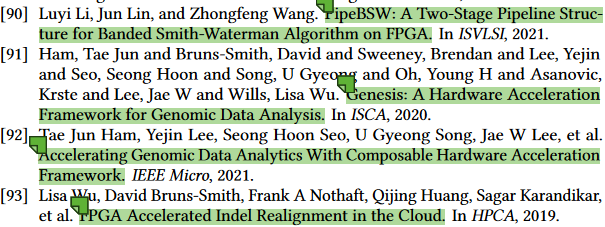 [90] Luyi Li, Jun Lin, and Zhongfeng Wang. PipeBSW: A Two-Stage Pipeline Struc-
ture for Banded Smith-Waterman Algorithm on FPGA. In ISVLSI, 2021.
[91] Ham, Tae Jun and Bruns-Smith, David and Sweeney, Brendan and Lee, Yejin
and Seo, Seong Hoon and Song, U Gyeong and Oh, Young H and Asanovic,
Krste and Lee, Jae W and Wills, Lisa Wu. Genesis: A Hardware Acceleration
Framework for Genomic Data Analysis. In ISCA, 2020.
[92] Tae Jun Ham, Yejin Lee, Seong Hoon Seo, U Gyeong Song, Jae W Lee, et al.
Accelerating Genomic Data Analytics With Composable Hardware Acceleration
Framework. IEEE Micro, 2021.
[93] Lisa Wu, David Bruns-Smith, Frank A Nothaft, Qijing Huang, Sagar Karandikar,
et al. FPGA Accelerated Indel Realignment in the Cloud. In HPCA, 2019.